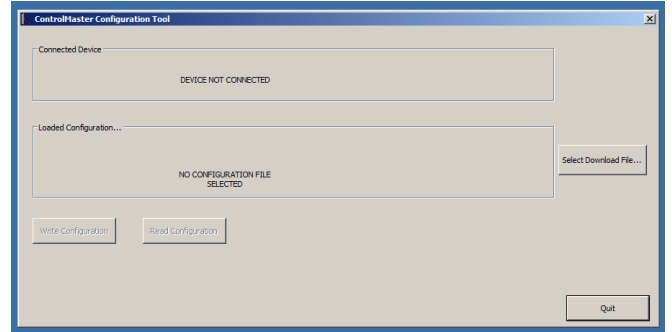 ControlMaster Configuration Tool
Connected Device
DEVICE NOT CONNECTED
Loaded Configuration...
NO CONFIGURATION FILE
SELECTED
Select Download File...
Write Configuration
Read Configuration
Quit